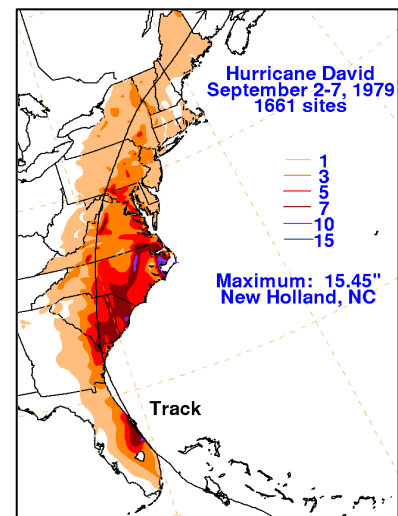 Hurricane David
September 2-7, 1979
1661 sites
1
3
5
7
10
15
Maximum: 15.45"
New Holland, NC
Track